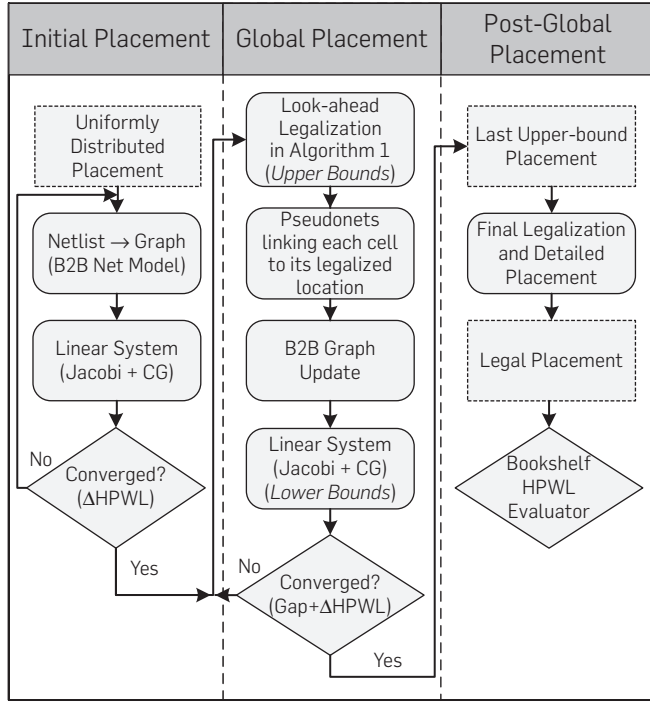 Initial Placement
Global Placement
Post-Global
Placement
Uniformly
Distributed
Placement
Netlist → Graph
(B2B Net Model)
Linear System
(Jacobi + CG)
No
Converged?
(ΔHPWL)
Yes
Look-ahead
Legalization
in Algorithm 1
(Upper Bounds)
Pseudonets
linking each cell
to its legalized
location
B2B Graph
Update
Linear System
(Jacobi + CG)
(Lower Bounds)
No
Converged?
(Gap+ΔHPWL)
Yes
Last Upper-bound
Placement
Final Legalization
and Detailed
Placement
Legal Placement
Bookshelf
HPWL
Evaluator